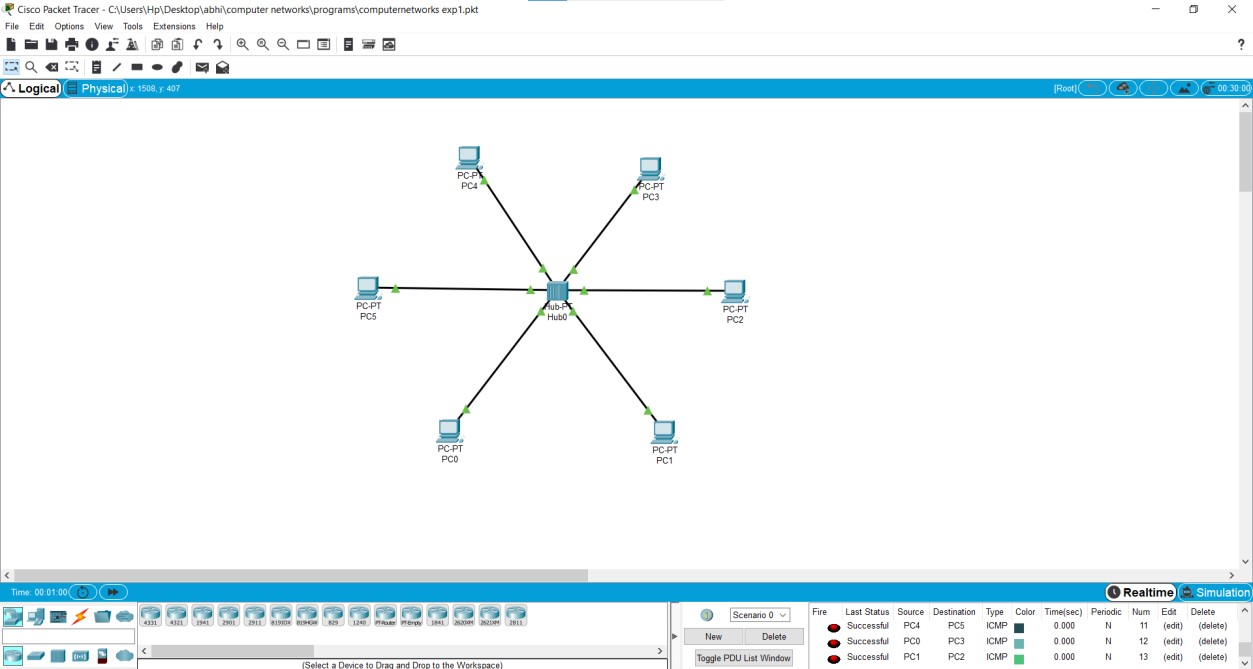 Cisco Packet Tracer - C:\Users\Hp\Desktop\abhi\computer networks\programs\computernetworks exp1.pkt
File Edit Options View Tools Extensions Help
?
Logical Physical x: 1508, y: 407 [Root] 00:30:00
PC-PT
PC4
PC-PT
PC3
PC-PT
PC5
Hub-PT
Hub0
PC-PT
PC2
PC-PT
PC0
PC-PT
PC1
Time: 00:01:00 Realtime Simulation
4331 4321 1941 2901 2911 819IOX 819HGW 829 1240 PT-Router PT-Empty 1841 2620XM 2621XM 2811
(Select a Device to Drag and Drop to the Workspace)
Scenario 0
New Delete
Toggle PDU List Window
Fire Last Status Source Destination Type Color Time(sec) Periodic Num Edit Delete
Successful PC4 PC5 ICMP 0.000 N 11 (edit) (delete)
Successful PC0 PC3 ICMP 0.000 N 12 (edit) (delete)
Successful PC1 PC2 ICMP 0.000 N 13 (edit) (delete)